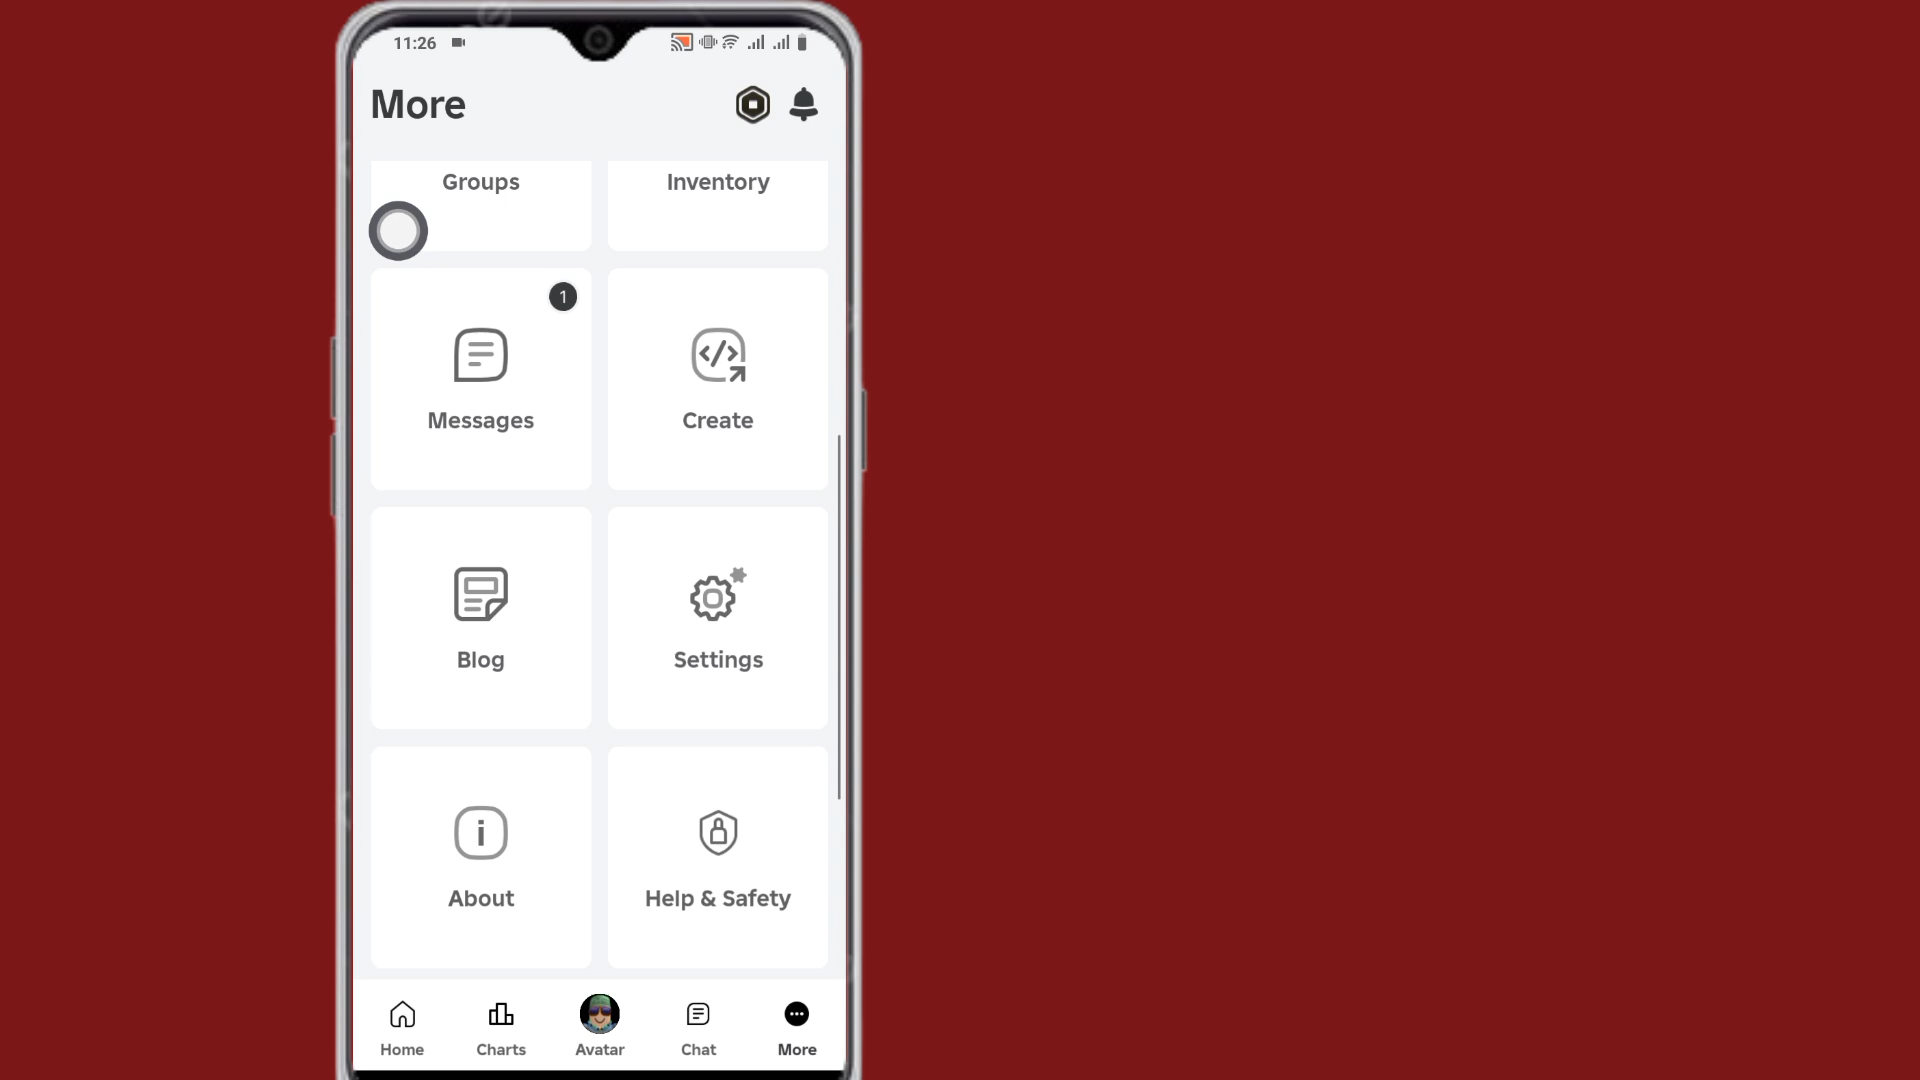 11:26
More
Groups
Inventory
1
Messages
Create
Blog
Settings
i
About
Help & Safety
Home
Charts
Avatar
Chat
More